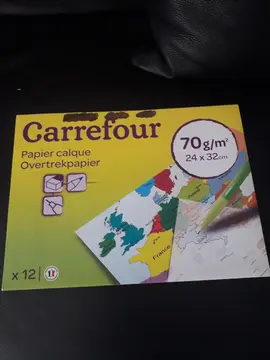 Carrefour
Papier calque
Overtrekpapier
70g/m²
24 x 32cm
France
x 12